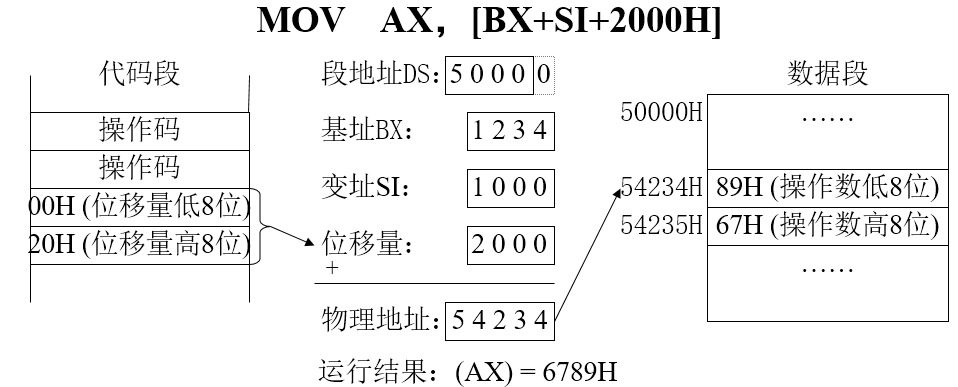 MOV AX，[BX+SI+2000H]
代码段
操作码
操作码
00H (位移量低8位)
20H (位移量高8位)
段地址DS：5 0 0 0 0
基址BX：1 2 3 4
变址SI：1 0 0 0
位移量：2 0 0 0
+
物理地址：5 4 2 3 4
运行结果：(AX) = 6789H
数据段
50000H ……
54234H 89H (操作数低8位)
54235H 67H (操作数高8位)
……